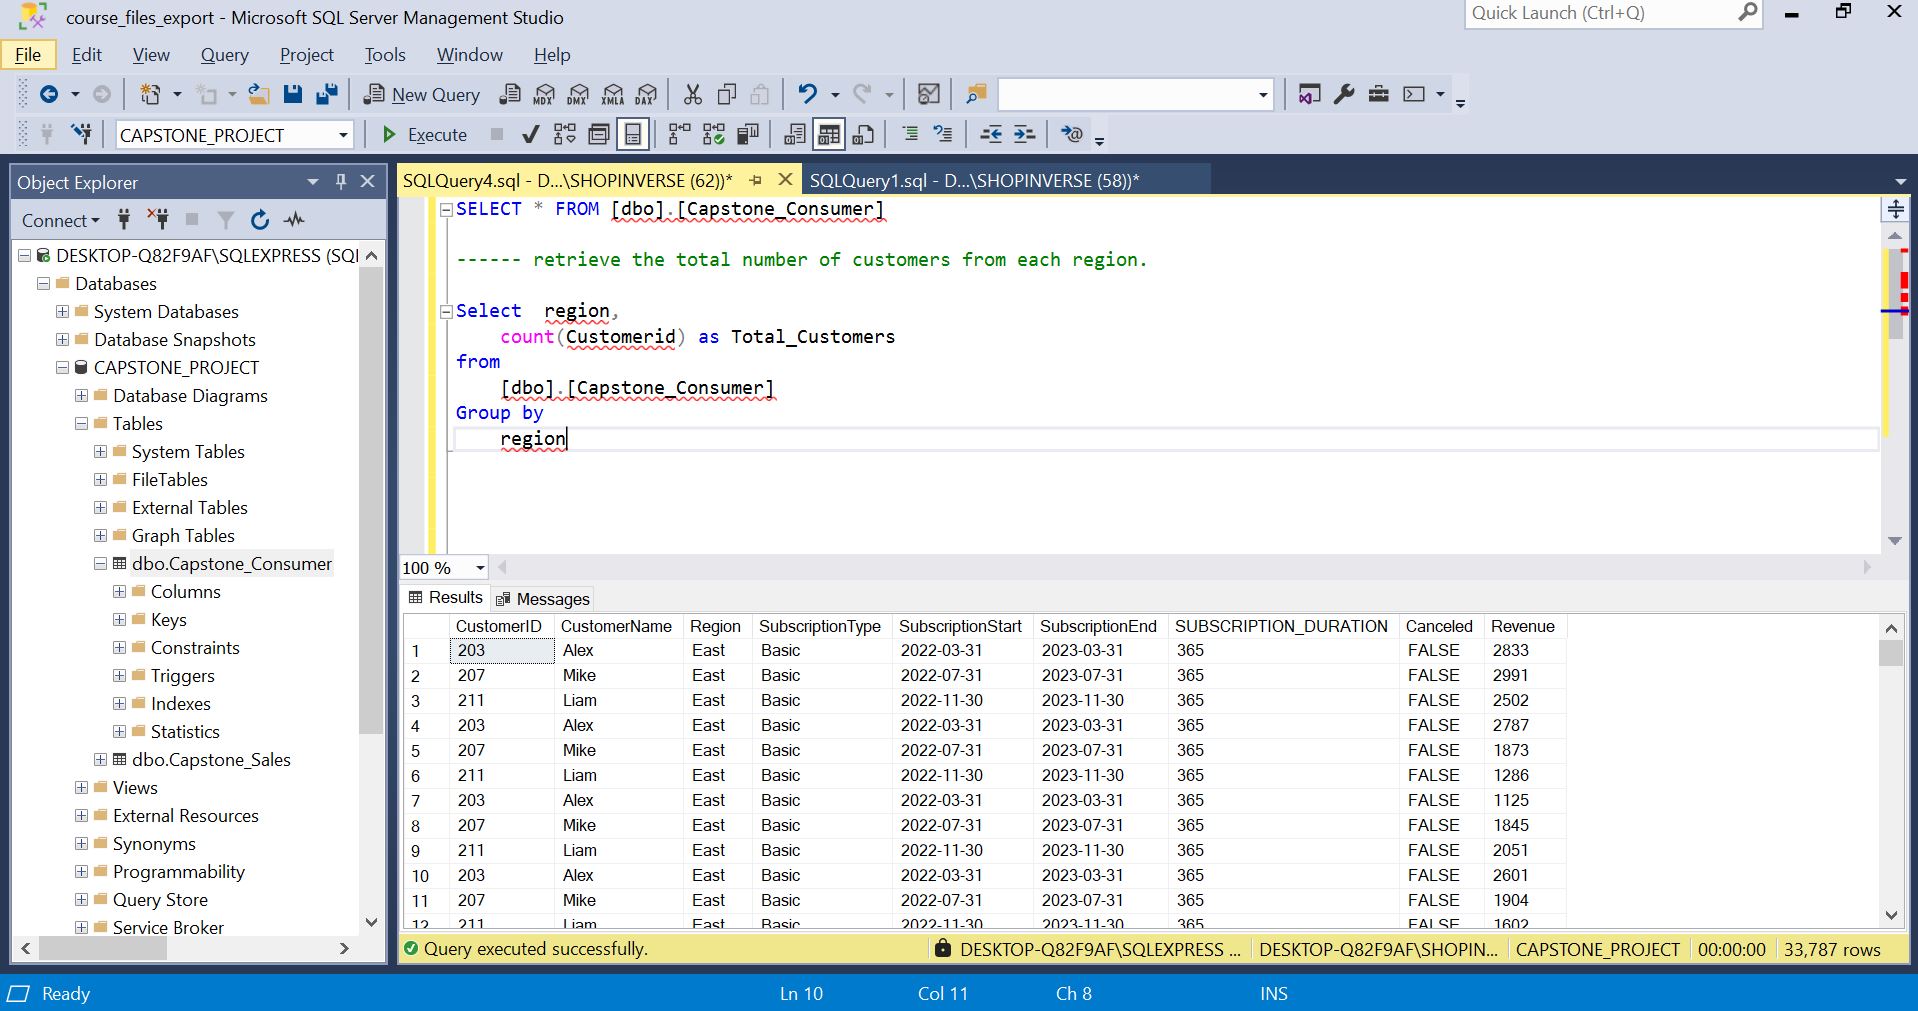 course_files_export - Microsoft SQL Server Management Studio
Quick Launch (Ctrl+Q)
File Edit View Query Project Tools Window Help
New Query MDX DMX XMLA DAX
CAPSTONE_PROJECT Execute
Object Explorer
Connect
DESKTOP-Q82F9AF\SQLEXPRESS (SQL
Databases
System Databases
Database Snapshots
CAPSTONE_PROJECT
Database Diagrams
Tables
System Tables
FileTables
External Tables
Graph Tables
dbo.Capstone_Consumer
Columns
Keys
Constraints
Triggers
Indexes
Statistics
dbo.Capstone_Sales
Views
External Resources
Synonyms
Programmability
Query Store
Service Broker
SQLQuery4.sql - D...\SHOPINVERSE (62))* SQLQuery1.sql - D...\SHOPINVERSE (58))*
SELECT * FROM [dbo].[Capstone_Consumer]
------ retrieve the total number of customers from each region.
Select region,
count(Customerid) as Total_Customers
from
[dbo].[Capstone_Consumer]
Group by
region
100 %
Results Messages
CustomerID CustomerName Region SubscriptionType SubscriptionStart SubscriptionEnd SUBSCRIPTION_DURATION Canceled Revenue
1 203 Alex East Basic 2022-03-31 2023-03-31 365 FALSE 2833
2 207 Mike East Basic 2022-07-31 2023-07-31 365 FALSE 2991
3 211 Liam East Basic 2022-11-30 2023-11-30 365 FALSE 2502
4 203 Alex East Basic 2022-03-31 2023-03-31 365 FALSE 2787
5 207 Mike East Basic 2022-07-31 2023-07-31 365 FALSE 1873
6 211 Liam East Basic 2022-11-30 2023-11-30 365 FALSE 1286
7 203 Alex East Basic 2022-03-31 2023-03-31 365 FALSE 1125
8 207 Mike East Basic 2022-07-31 2023-07-31 365 FALSE 1845
9 211 Liam East Basic 2022-11-30 2023-11-30 365 FALSE 2051
10 203 Alex East Basic 2022-03-31 2023-03-31 365 FALSE 2601
11 207 Mike East Basic 2022-07-31 2023-07-31 365 FALSE 1904
12 211 Liam East Basic 2022-11-30 2023-11-30 365 FALSE 1602
Query executed successfully. DESKTOP-Q82F9AF\SQLEXPRESS ... DESKTOP-Q82F9AF\SHOPIN... CAPSTONE_PROJECT 00:00:00 33,787 rows
Ready Ln 10 Col 11 Ch 8 INS